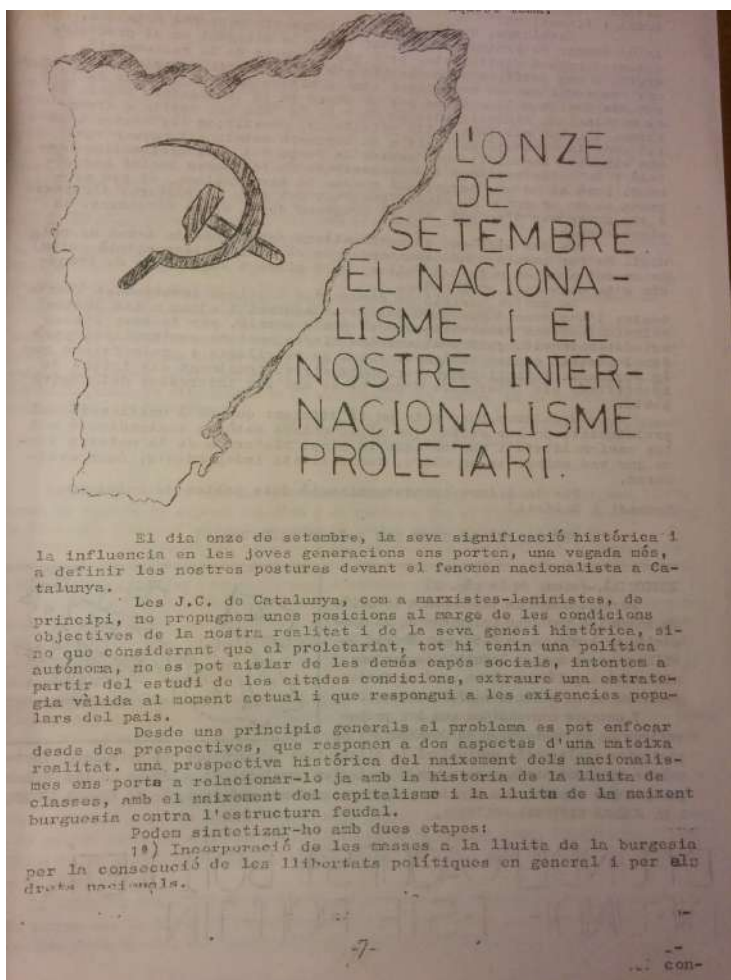 L'ONZE
DE
SETEMBRE.
EL NACIONA-
LISME I EL
NOSTRE INTER-
NACIONALISME
PROLETARI.
El dia onze de setembre, la seva significació histórica i
la influencia en les joves generacions ens porten, una vegada més,
a definir les nostres postures devant el fenomen nacionalista a Ca-
talunya.
Les J.C. de Catalunya, com a marxistes-leninistes, de
principi, no propugnem unes posicions al marge de les condicions
objectives de la nostra realitat i de la seva genesi histórica, si-
no que considerant que el proletariat, tot hi tenin una política
autónoma, no es pot aislar de les demés capes socials, intentem a
partir del estudi de les citades condicions, extraure una estrate-
gia vàlida al moment actual i que respongui a les exigencies popu-
lars del pais.
Desde uns principis generals el problema es pot enfocar
desde dos prespectives, que responen a dos aspectes d'una mateixa
realitat. una prespectiva histórica del naixement dels nacionalis-
mes ens porta a relacionar-lo ja amb la historia de la lluita de
classes, amb el naixement del capitalisme i la lluita de la naixent
burguesia contra l'estructura feudal.
Podem sintetizar-ho amb dues etapes:
1ª) Incorporació de les masses a la lluita de la burgesia
per la consecució de les llibertats polítiques en general i per als
drets nacionals.
-7-
con-